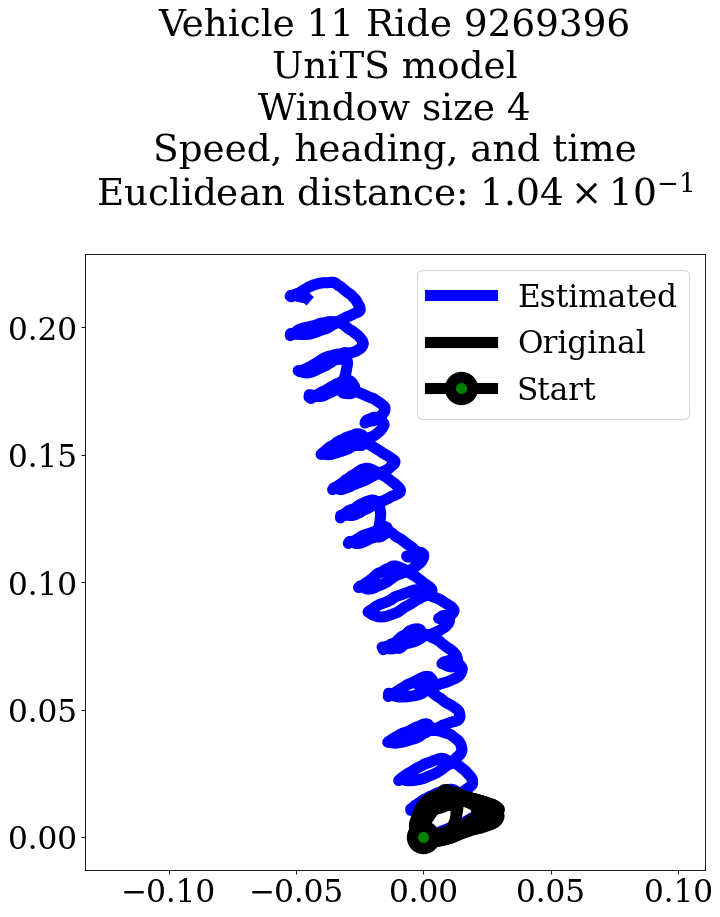 Vehicle 11 Ride 9269396
UniTS model
Window size 4
Speed, heading, and time
Euclidean distance: 1.04 × 10⁻¹
Estimated
Original
Start
0.20
0.15
0.10
0.05
0.00
−0.10 −0.05 0.00 0.05 0.10